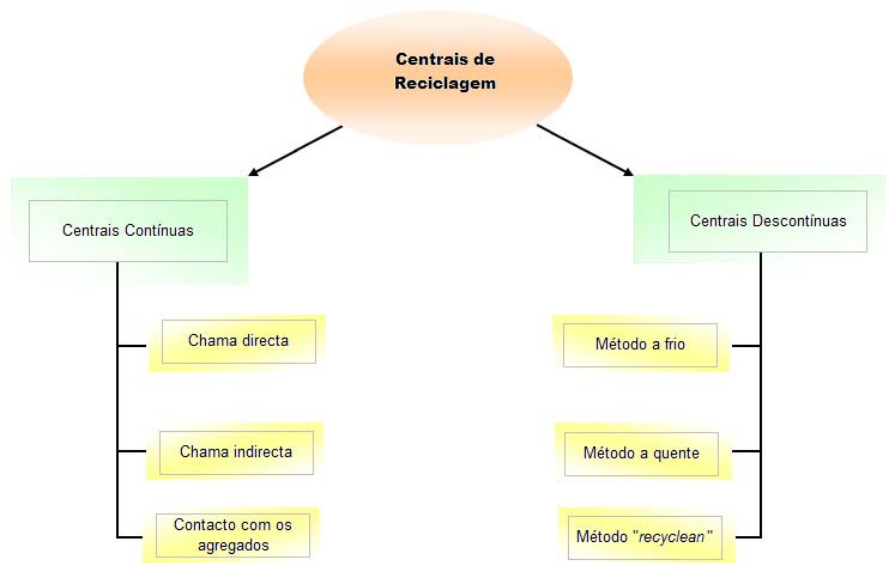 Centrais de
Reciclagem
Centrais Contínuas
Centrais Descontínuas
Chama directa
Método a frio
Chama indirecta
Método a quente
Contacto com os
agregados
Método "recyclean"